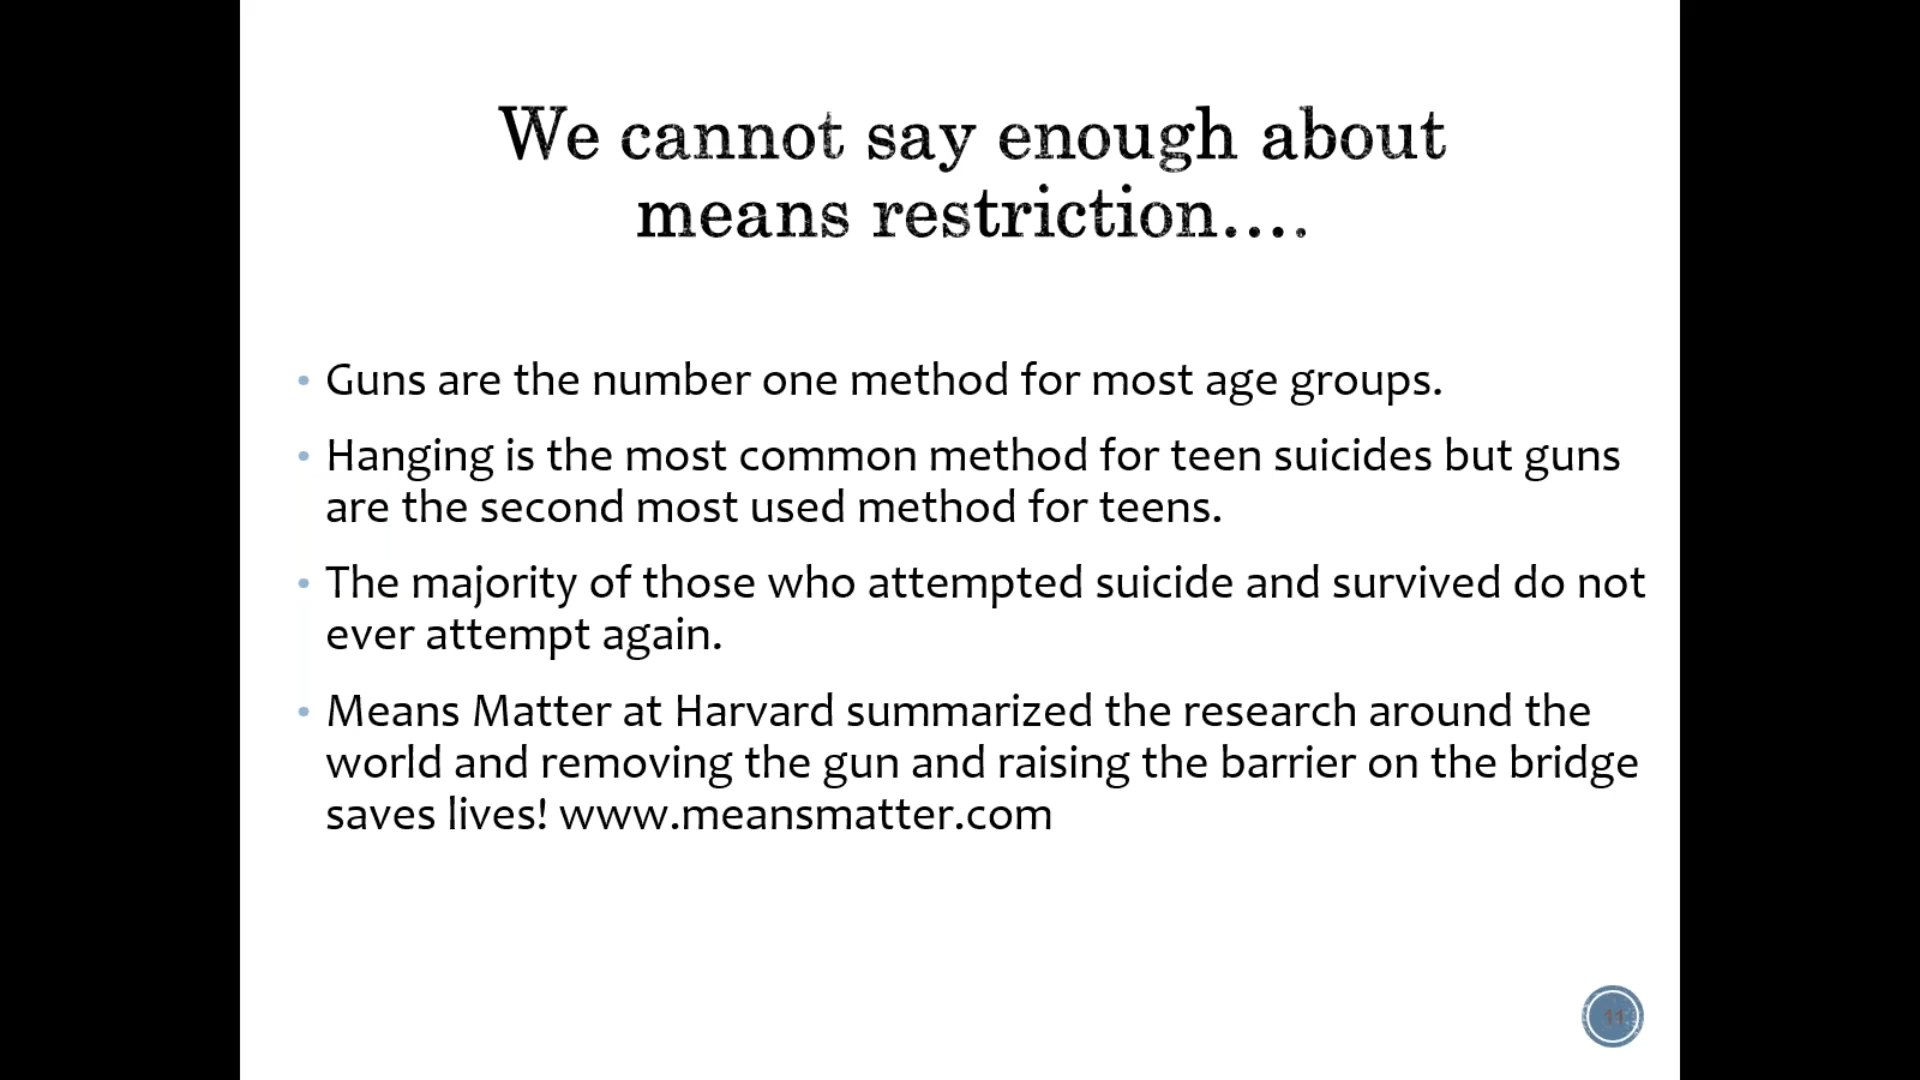 We cannot say enough about
means restriction....
• Guns are the number one method for most age groups.
• Hanging is the most common method for teen suicides but guns
are the second most used method for teens.
• The majority of those who attempted suicide and survived do not
ever attempt again.
• Means Matter at Harvard summarized the research around the
world and removing the gun and raising the barrier on the bridge
saves lives! www.meansmatter.com
11